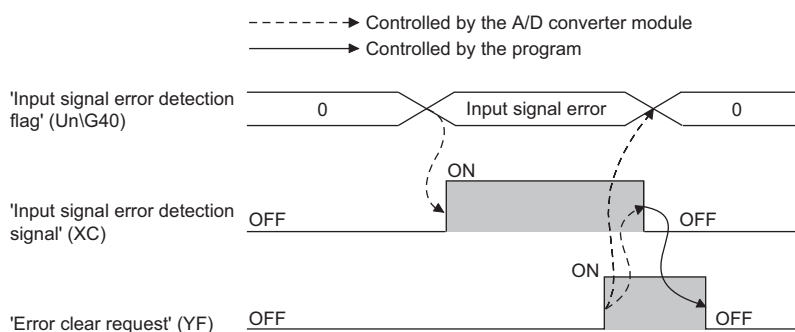 Controlled by the A/D converter module
Controlled by the program
'Input signal error detection
flag' (Un\G40)
0
Input signal error
0
ON
'Input signal error detection
signal' (XC)
OFF
OFF
ON
'Error clear request' (YF)
OFF
OFF